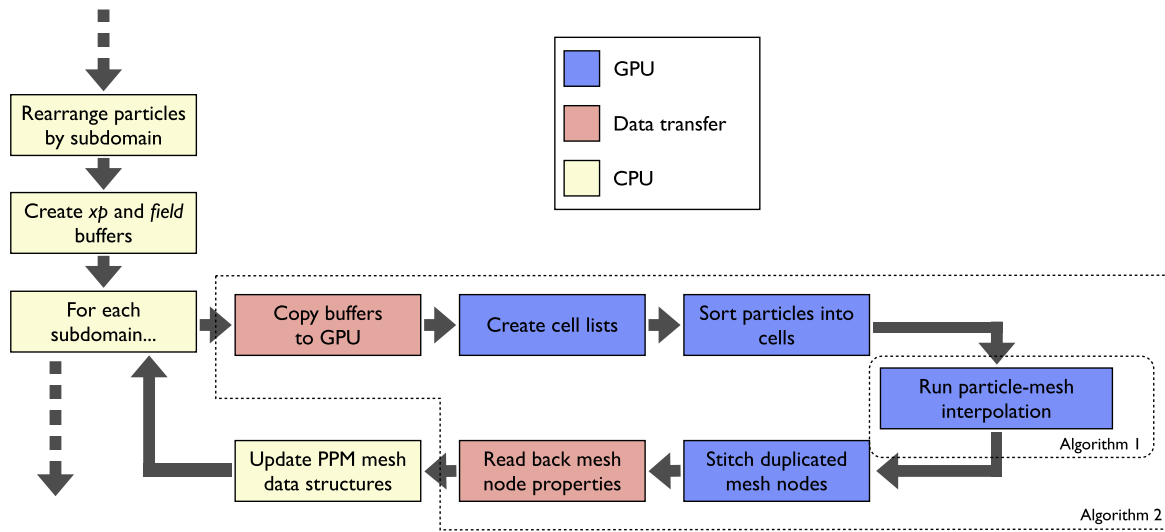 GPU
Data transfer
CPU
Rearrange particles
by subdomain
Create xp and field
buffers
For each
subdomain...
Copy buffers
to GPU
Create cell lists
Sort particles into
cells
Run particle-mesh
interpolation
Algorithm 1
Stitch duplicated
mesh nodes
Read back mesh
node properties
Update PPM mesh
data structures
Algorithm 2